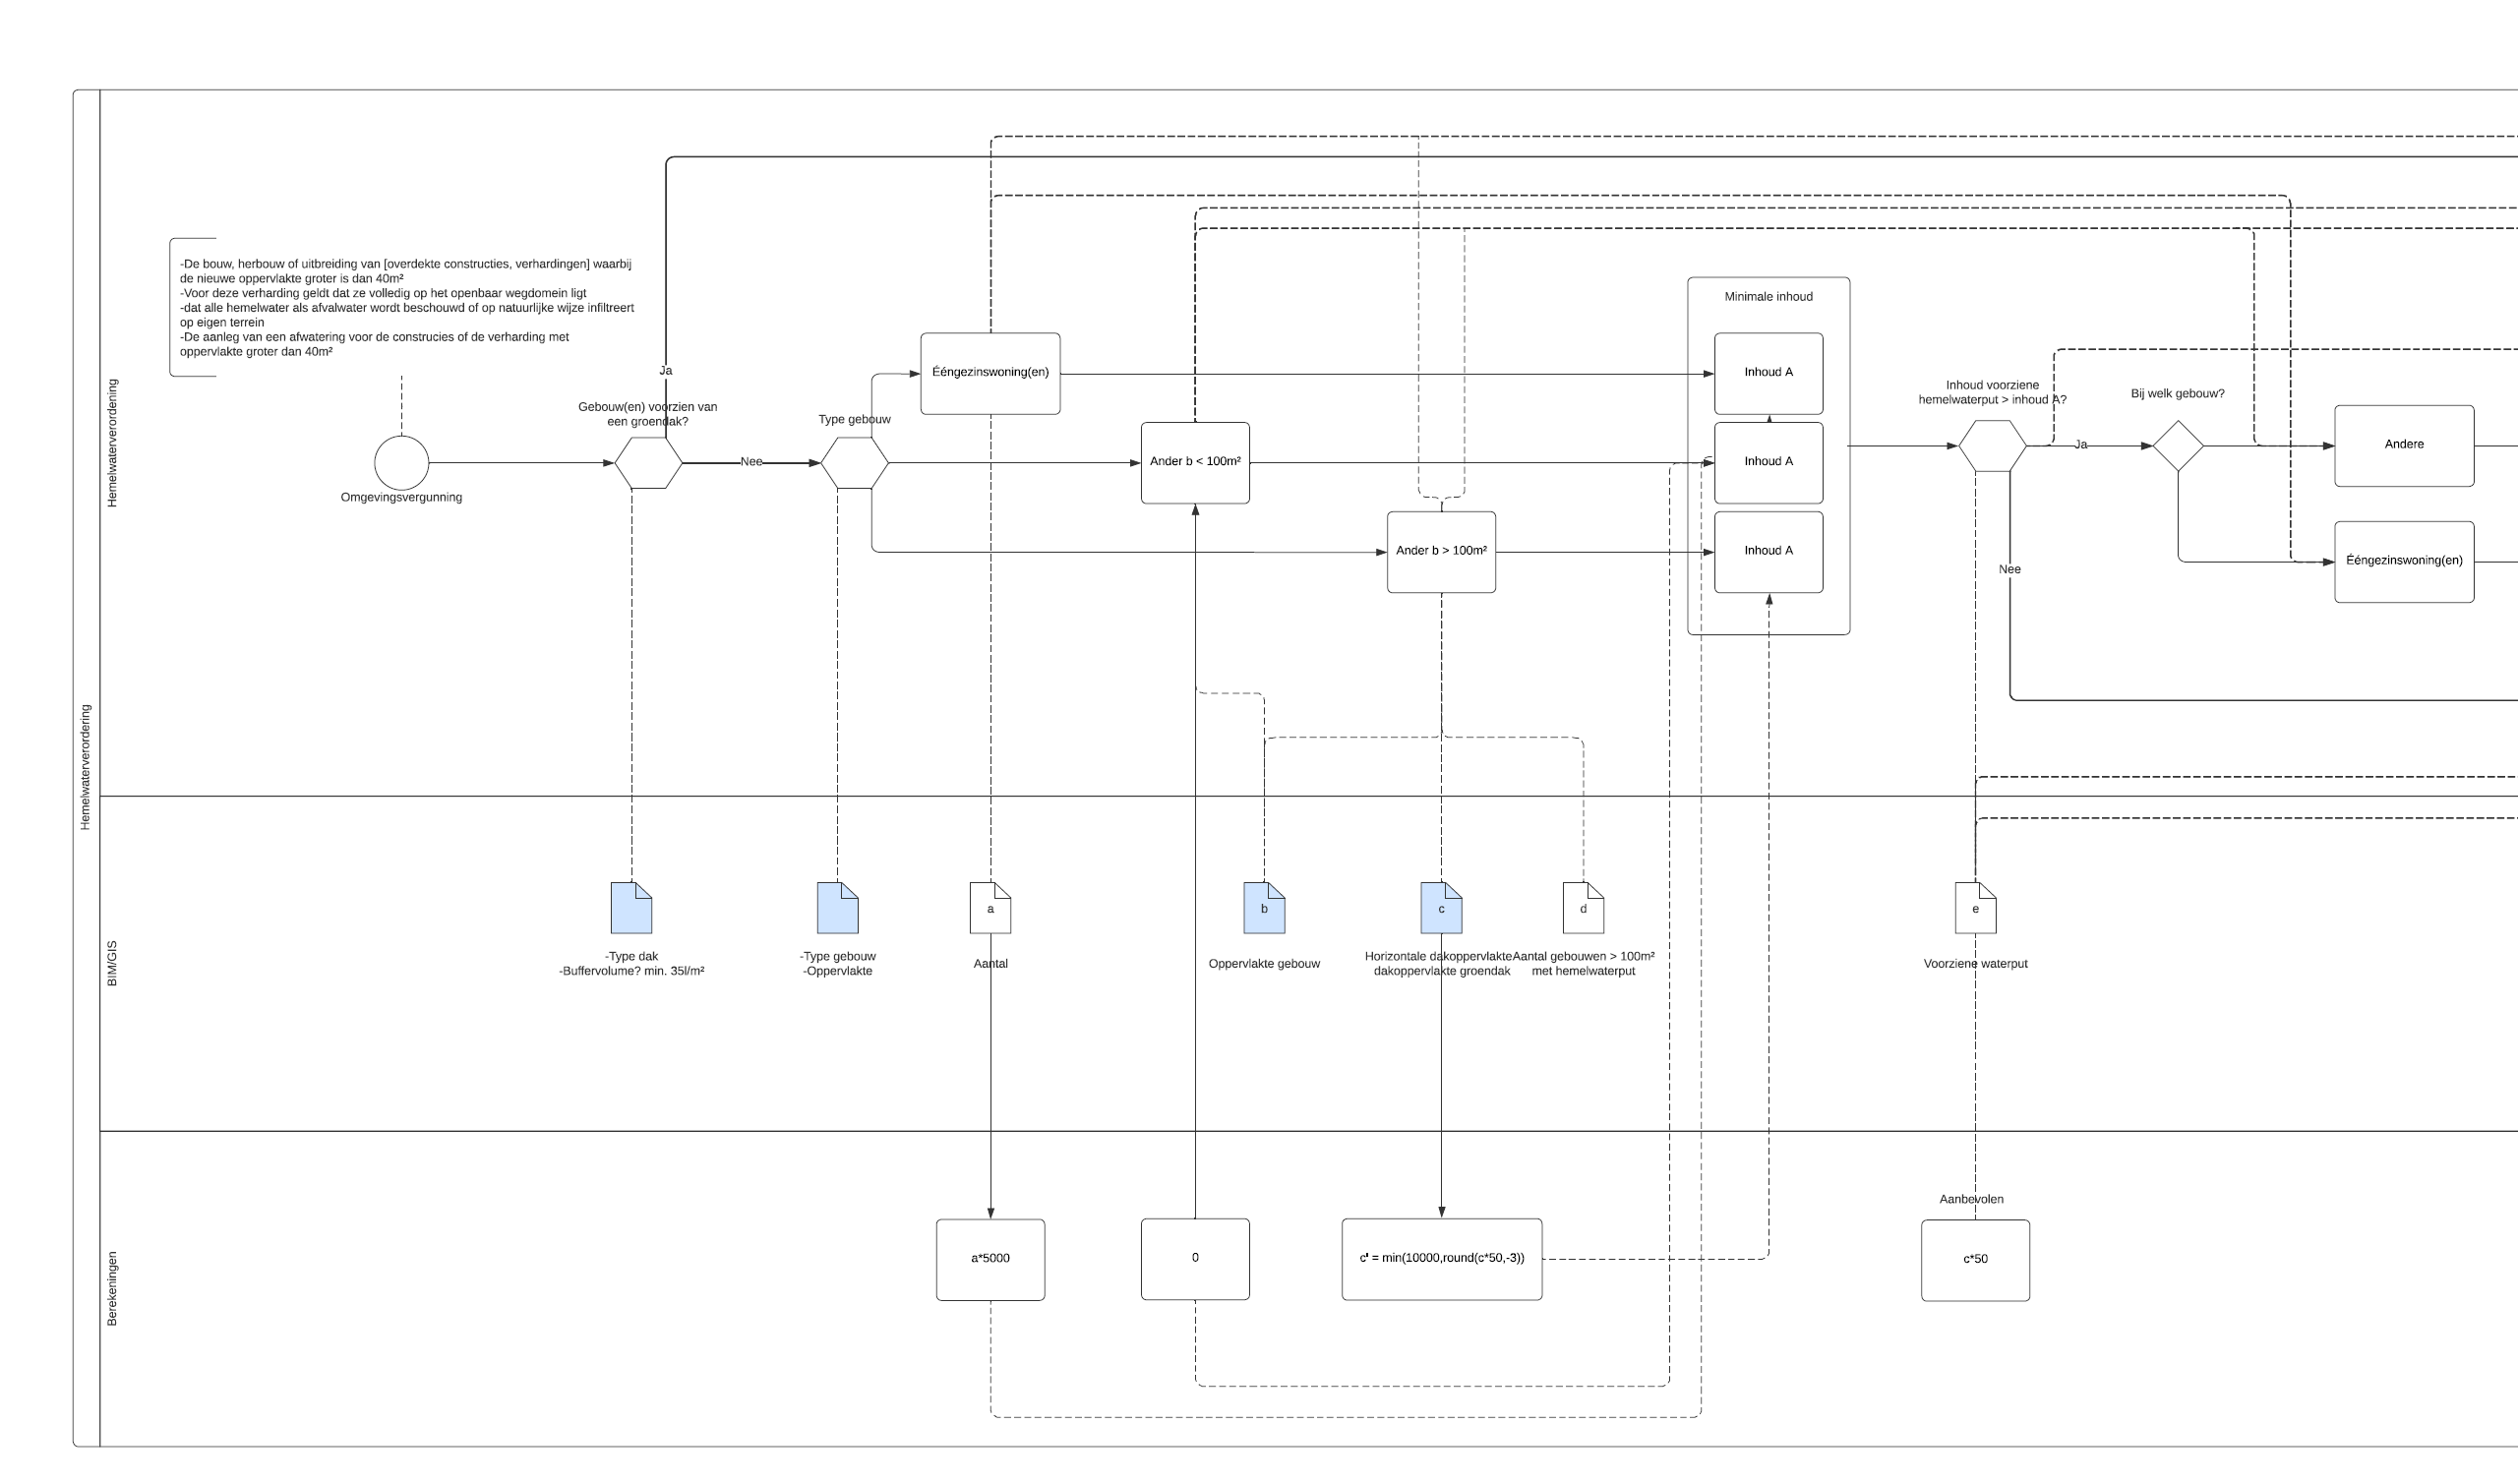 Hemelwaterverordering
Hemelwaterverordening
-De bouw, herbouw of uitbreiding van [overdekte constructies, verhardingen] waarbij
de nieuwe oppervlakte groter is dan 40m²
-Voor deze verharding geldt dat ze volledig op het openbaar wegdomein ligt
-dat alle hemelwater als afvalwater wordt beschouwd of op natuurlijke wijze infiltreert
op eigen terrein
-De aanleg van een afwatering voor de construcies of de verharding met
oppervlakte groter dan 40m²
Omgevingsvergunning
Ja
Gebouw(en) voorzien van
een groendak?
Nee
Type gebouw
Ééngezinswoning(en)
Ander b < 100m²
Ander b > 100m²
Minimale inhoud
Inhoud A
Inhoud A
Inhoud A
Inhoud voorziene
hemelwaterput > inhoud A?
Ja
Nee
Bij welk gebouw?
Andere
Ééngezinswoning(en)
BIM/GIS
-Type dak
-Buffervolume? min. 35l/m²
-Type gebouw
-Oppervlakte
a
Aantal
b
Oppervlakte gebouw
c
Horizontale dakoppervlakte
dakoppervlakte groendak
d
Aantal gebouwen > 100m²
met hemelwaterput
e
Voorziene waterput
Berekeningen
a*5000
0
c' = min(10000,round(c*50,-3))
Aanbevolen
c*50